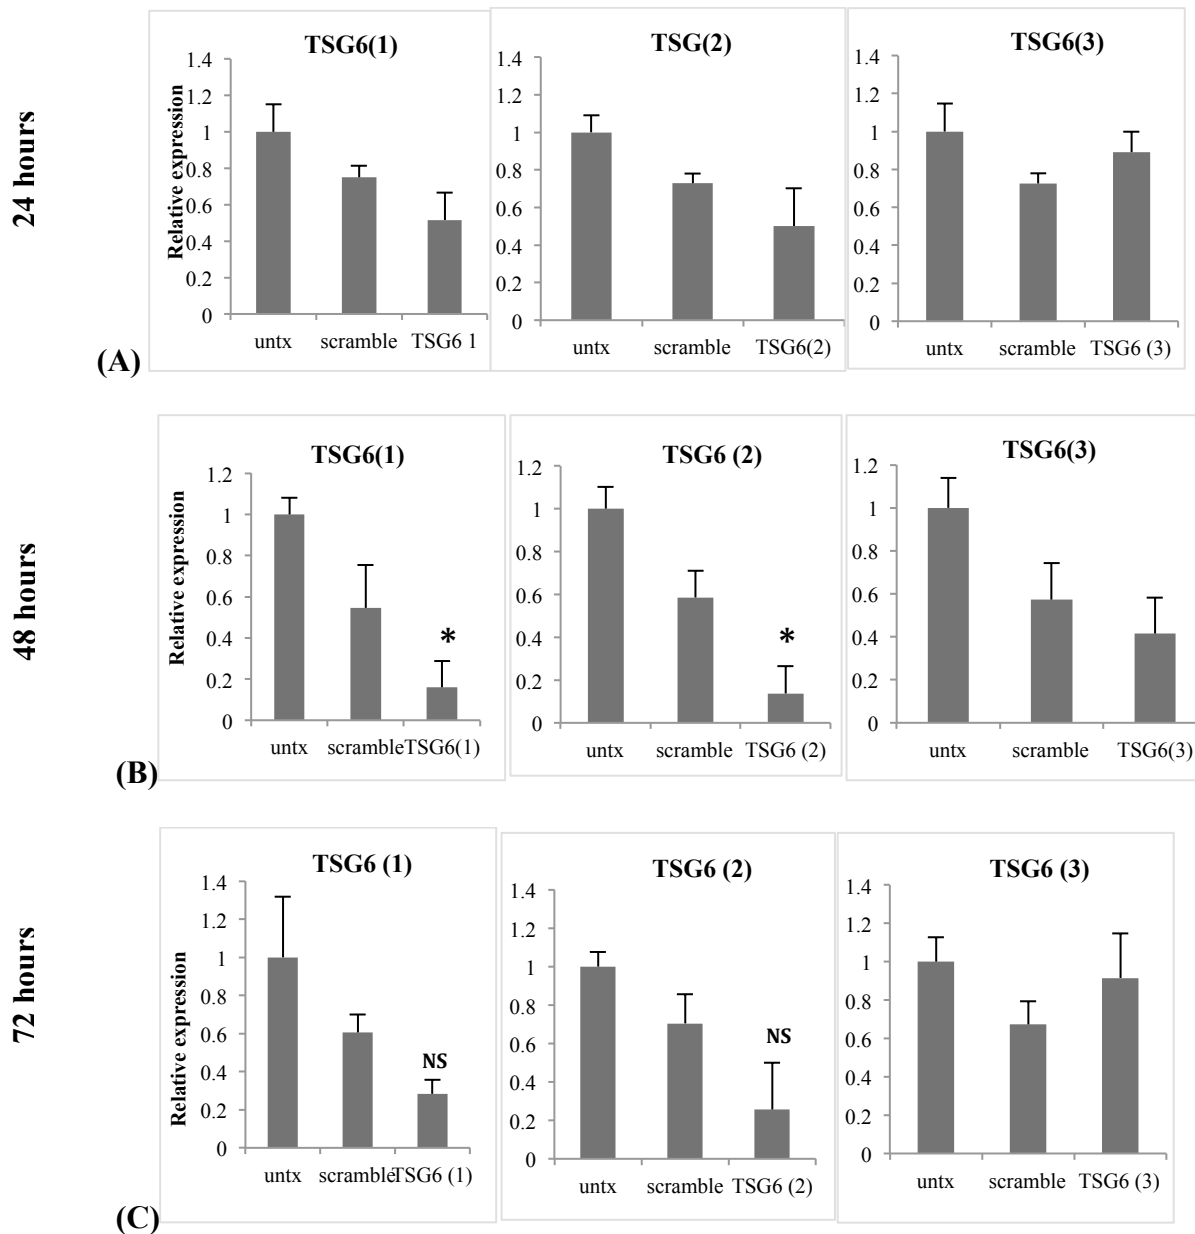 24 hours
(A)
TSG6(1)
Relative expression
1.4
1.2
1
0.8
0.6
0.4
0.2
0
untx scramble TSG6 1
TSG(2)
1.4
1.2
1
0.8
0.6
0.4
0.2
0
untx scramble TSG6(2)
TSG6(3)
1.4
1.2
1
0.8
0.6
0.4
0.2
0
untx scramble TSG6 (3)
48 hours
(B)
TSG6(1)
Relative expression
1.2
1
0.8
0.6
0.4
0.2
0
*
untx scrambleTSG6(1)
TSG6 (2)
1.2
1
0.8
0.6
0.4
0.2
0
*
untx scramble TSG6 (2)
TSG6(3)
1.2
1
0.8
0.6
0.4
0.2
0
untx scramble TSG6(3)
72 hours
(C)
TSG6 (1)
Relative expression
1.4
1.2
1
0.8
0.6
0.4
0.2
0
NS
untx scrambleTSG6 (1)
TSG6 (2)
1.4
1.2
1
0.8
0.6
0.4
0.2
0
NS
untx scramble TSG6 (2)
TSG6 (3)
1.4
1.2
1
0.8
0.6
0.4
0.2
0
untx scramble TSG6 (3)